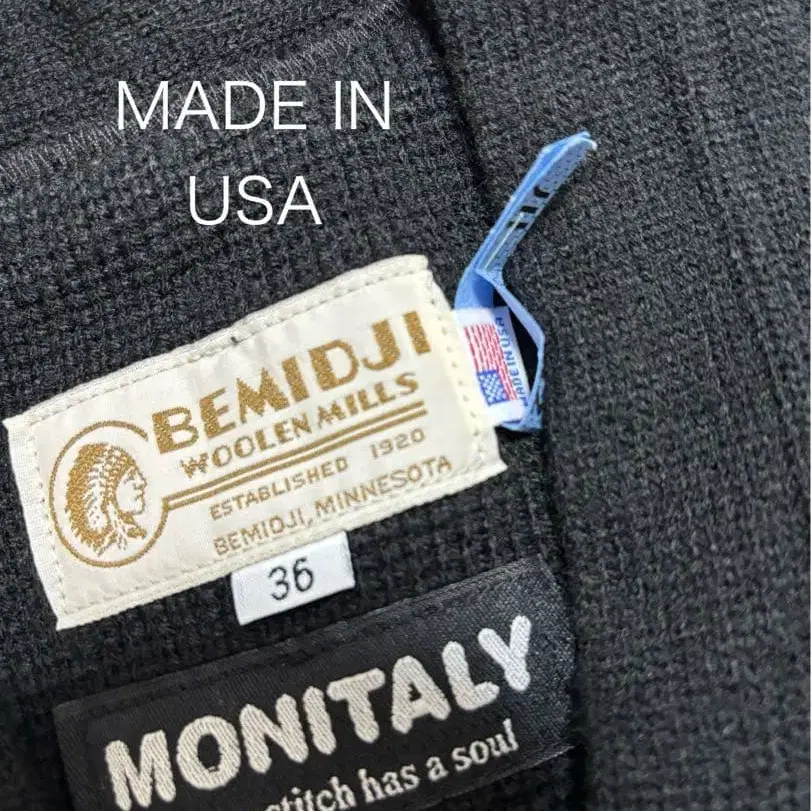 MADE IN
USA
BEMIDJI
WOOLEN MILLS
ESTABLISHED 1920
BEMIDJI, MINNESOTA
MADE IN USA
36
MONITALY
stitch has a soul